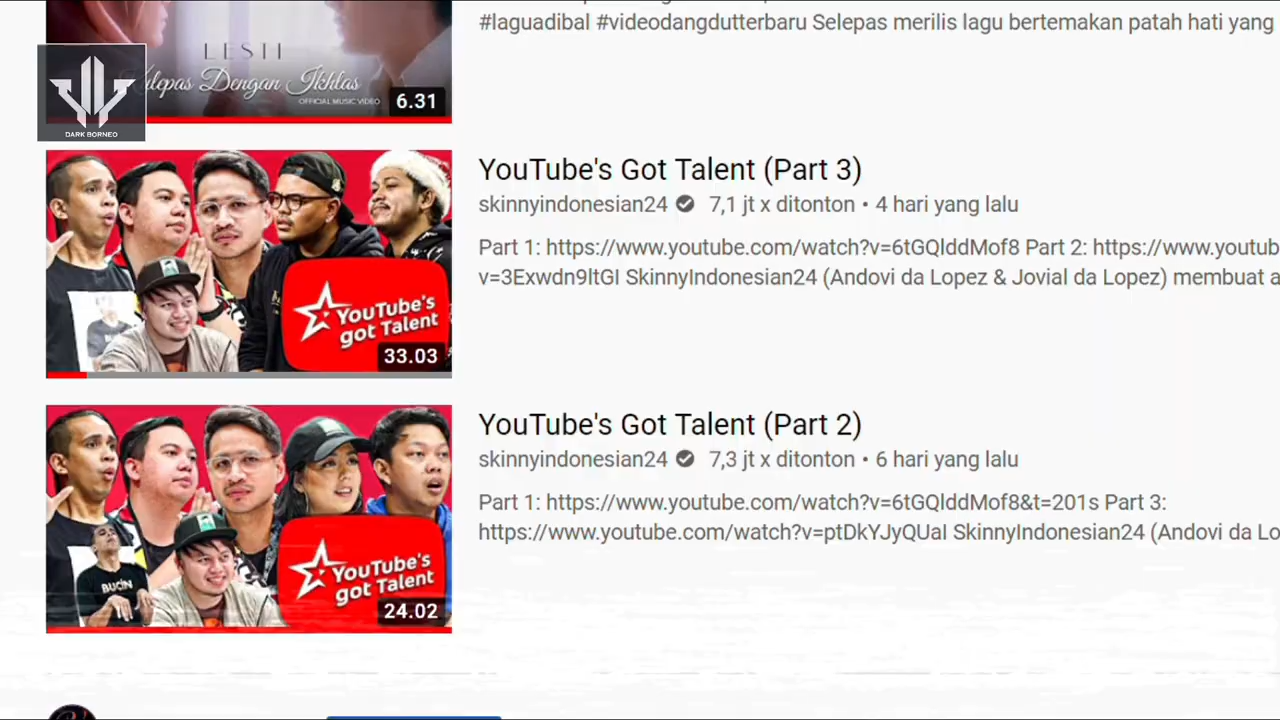 #laguadibal #videodangdutterbaru Selepas merilis lagu bertemakan patah hati yang
LESTI
Dengan Ikhlas
OFFICIAL MUSIC VIDEO
6.31
DARK BORNEO
YouTube's Got Talent (Part 3)
skinnyindonesian24 7,1 jt x ditonton • 4 hari yang lalu
Part 1: https://www.youtube.com/watch?v=6tGQlddMof8 Part 2: https://www.youtub
v=3Exwdn9ltGI SkinnyIndonesian24 (Andovi da Lopez & Jovial da Lopez) membuat a
YouTube's
got Talent
33.03
YouTube's Got Talent (Part 2)
skinnyindonesian24 7,3 jt x ditonton • 6 hari yang lalu
Part 1: https://www.youtube.com/watch?v=6tGQlddMof8&t=201s Part 3:
https://www.youtube.com/watch?v=ptDkYJyQUaI SkinnyIndonesian24 (Andovi da Lo
BUCIN
YouTube's
got Talent
24.02